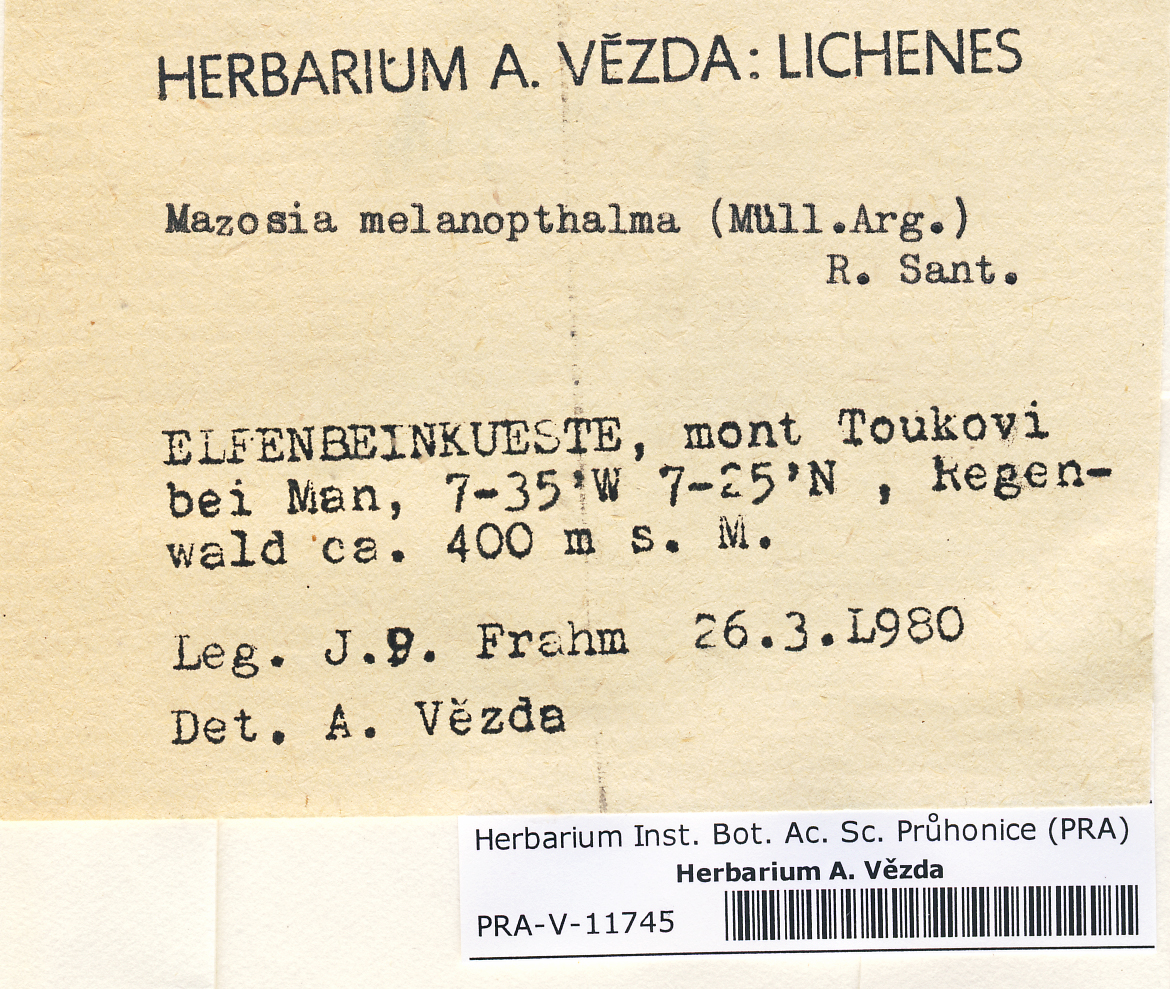 HERBARIUM A. VĚZDA: LICHENES
Mazosia melanopthalma (Müll.Arg.)
R. Sant.
ELFENBEINKUESTE, mont Toukovi
bei Man, 7-35'W 7-25'N , Regen-
wald ca. 400 m s. M.
Leg. J.9. Frahm 26.3.L980
Det. A. Vězda
Herbarium Inst. Bot. Ac. Sc. Průhonice (PRA)
Herbarium A. Vězda
PRA-V-11745